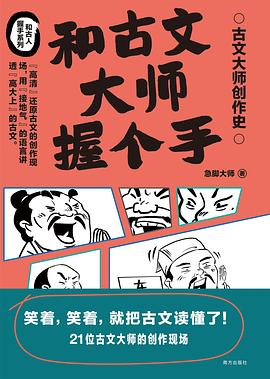 和古人
握手系列
和古文
大师
握个手
○古文大师创作史○
『高清』还原古文的创作现
场，用『接地气』的语言讲
透『高大上』的古文。
急脚大师 著
笑着，笑着，就把古文读懂了！
21位古文大师的创作现场
南方出版社